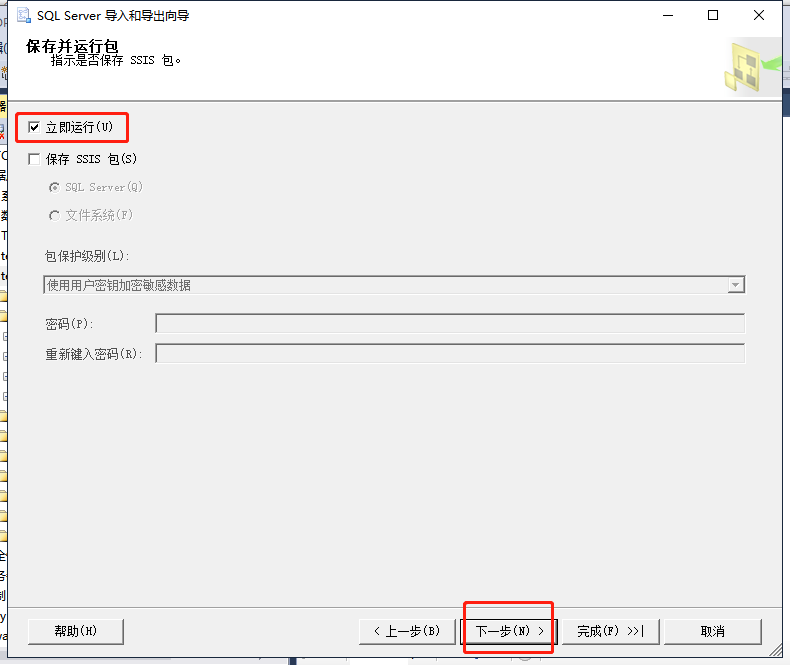 SQL Server 导入和导出向导
保存并运行包
指示是否保存 SSIS 包。
立即运行(U)
保存 SSIS 包(S)
SQL Server(Q)
文件系统(F)
包保护级别(L):
使用用户密钥加密敏感数据
密码(P):
重新键入密码(R):
帮助(H)
< 上一步(B)
下一步(N) >
完成(F) >>|
取消